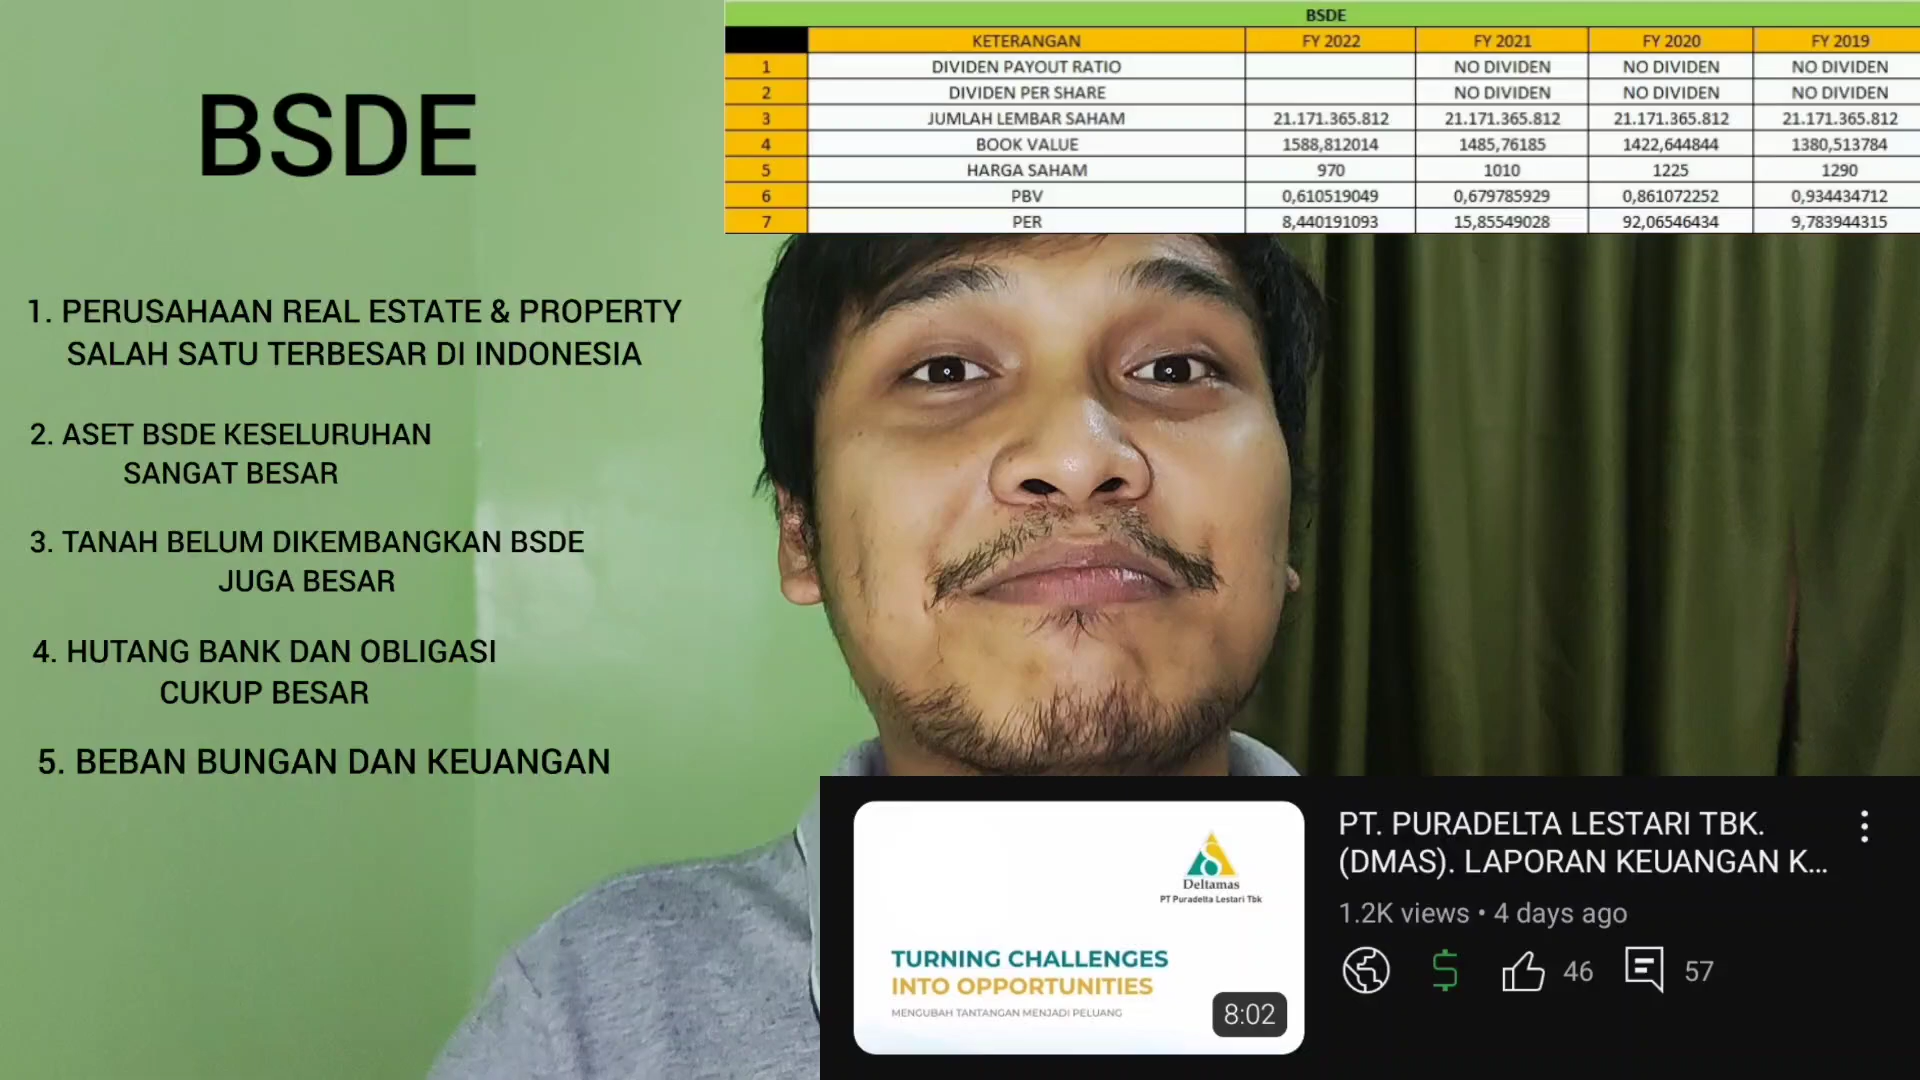 BSDE
1. PERUSAHAAN REAL ESTATE & PROPERTY
SALAH SATU TERBESAR DI INDONESIA
2. ASET BSDE KESELURUHAN
SANGAT BESAR
3. TANAH BELUM DIKEMBANGKAN BSDE
JUGA BESAR
4. HUTANG BANK DAN OBLIGASI
CUKUP BESAR
5. BEBAN BUNGAN DAN KEUANGAN
BSDE
KETERANGAN FY 2022 FY 2021 FY 2020 FY 2019
1 DIVIDEN PAYOUT RATIO NO DIVIDEN NO DIVIDEN NO DIVIDEN
2 DIVIDEN PER SHARE NO DIVIDEN NO DIVIDEN NO DIVIDEN
3 JUMLAH LEMBAR SAHAM 21.171.365.812 21.171.365.812 21.171.365.812 21.171.365.812
4 BOOK VALUE 1588,812014 1485,76185 1422,644844 1380,513784
5 HARGA SAHAM 970 1010 1225 1290
6 PBV 0,610519049 0,679785929 0,861072252 0,934434712
7 PER 8,440191093 15,85549028 92,06546434 9,783944315
Deltamas
PT Puradelta Lestari Tbk
TURNING CHALLENGES
INTO OPPORTUNITIES
MENGUBAH TANTANGAN MENJADI PELUANG
8:02
PT. PURADELTA LESTARI TBK.
(DMAS). LAPORAN KEUANGAN K...
1.2K views • 4 days ago
46 57